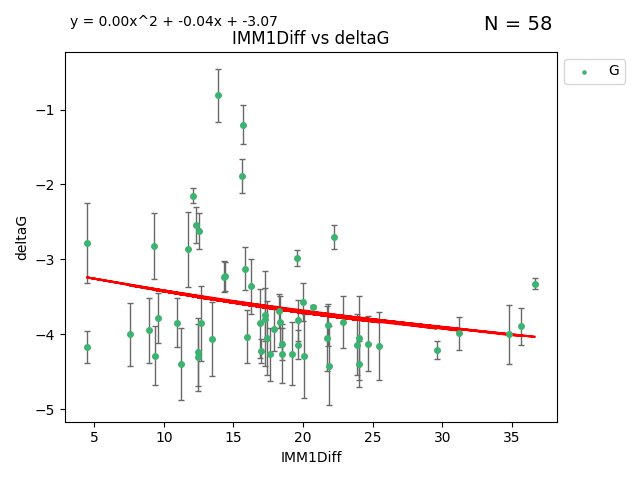 y = 0.00x^2 + -0.04x + -3.07
N = 58
IMM1Diff vs deltaG
G
deltaG
−1
−2
−3
−4
−5
5 10 15 20 25 30 35
IMM1Diff